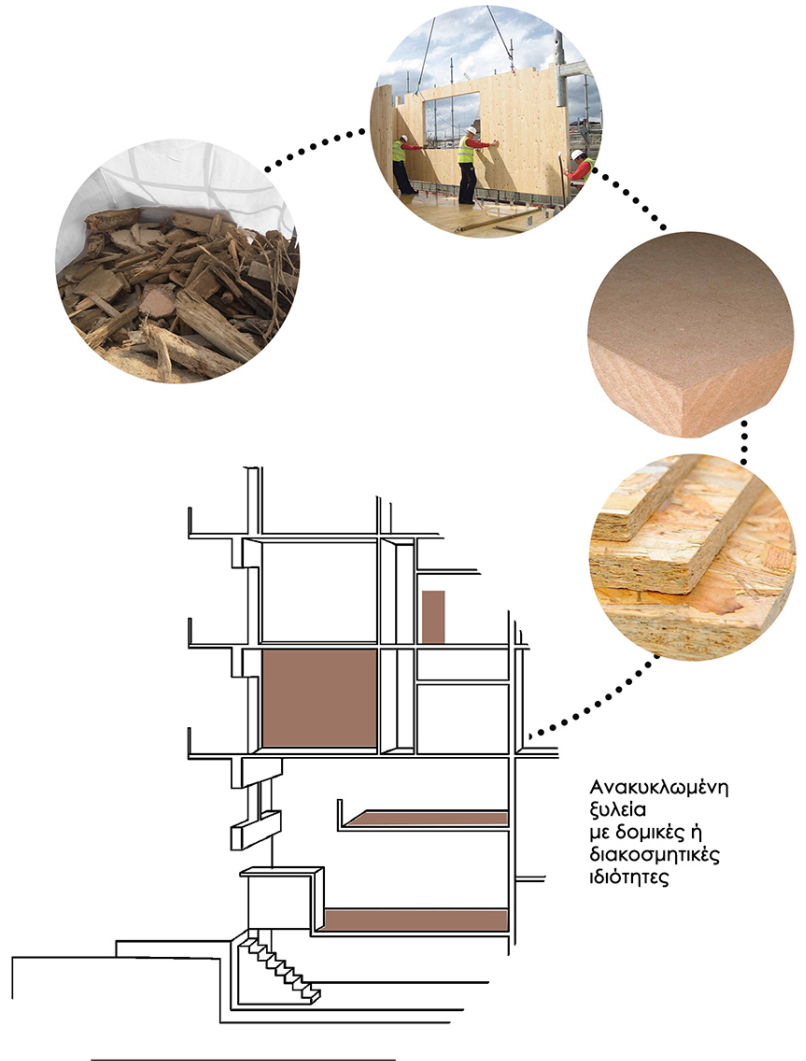 Ανακυκλωμένη
ξυλεία
με δομικές ή
διακοσμητικές
ιδιότητες